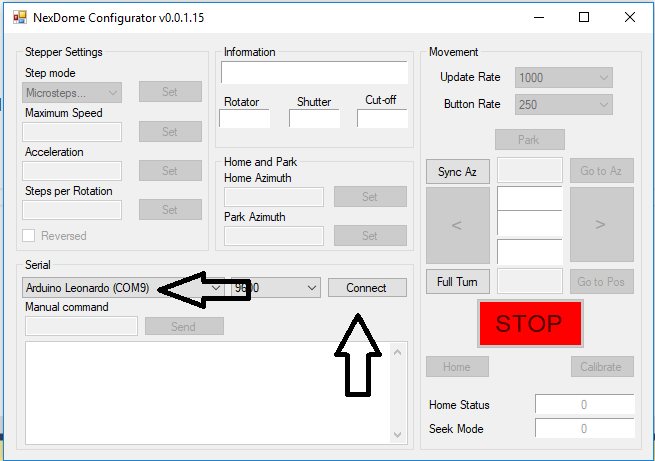 NexDome Configurator v0.0.1.15
Stepper Settings
Step mode
Microsteps...
Set
Maximum Speed
Set
Acceleration
Set
Steps per Rotation
Set
Reversed
Information
Rotator
Shutter
Cut-off
Home and Park
Home Azimuth
Set
Park Azimuth
Set
Movement
Update Rate
1000
Button Rate
250
Park
Sync Az
Go to Az
<
>
Full Turn
Go to Pos
STOP
Home
Calibrate
Home Status
0
Seek Mode
0
Serial
Arduino Leonardo (COM9)
Connect
Manual command
Send